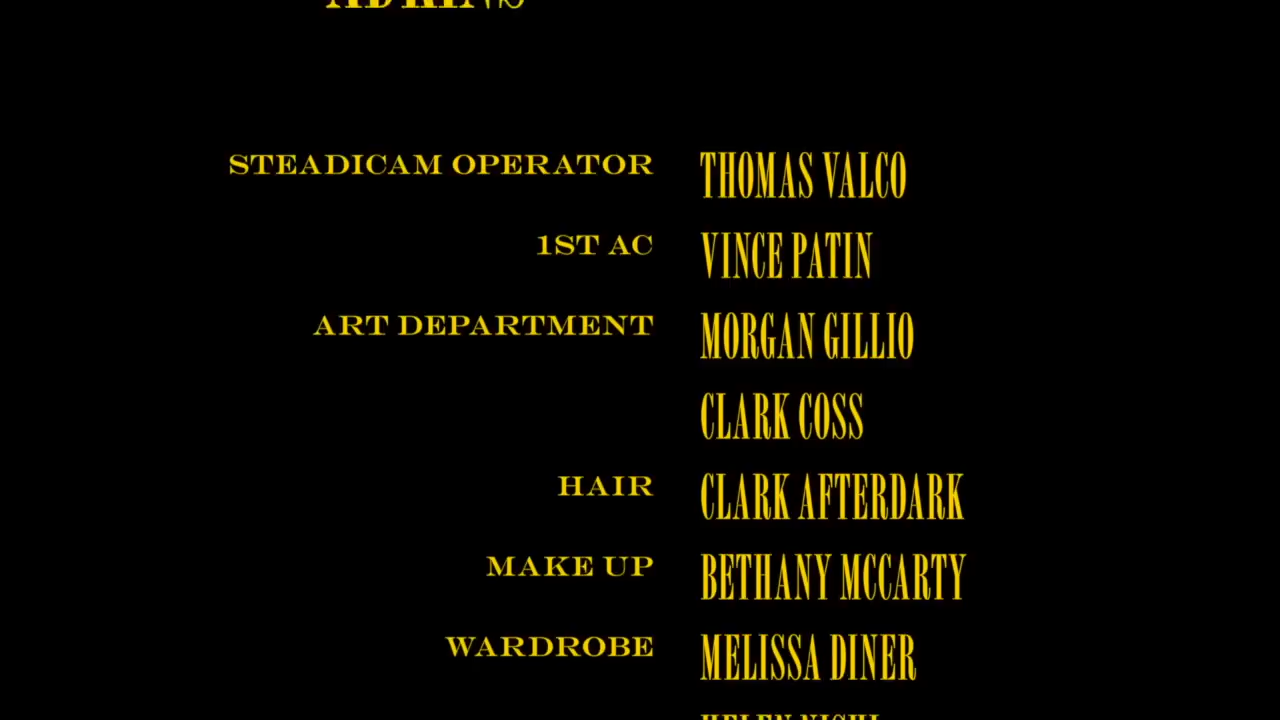 STEADICAM OPERATOR THOMAS VALCO
1ST AC VINCE PATIN
ART DEPARTMENT MORGAN GILLIO
CLARK COSS
HAIR CLARK AFTERDARK
MAKE UP BETHANY MCCARTY
WARDROBE MELISSA DINER